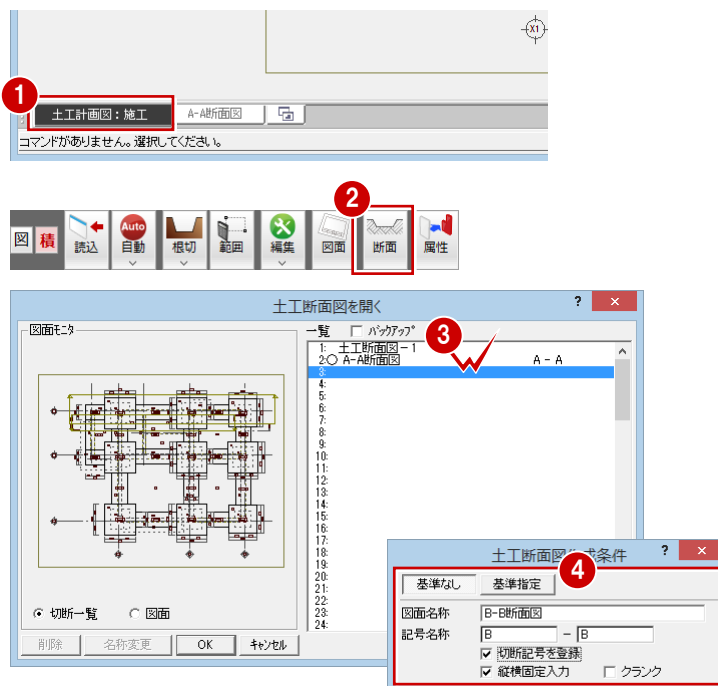 X1
1
土工計画図：施工 A-A断面図
コマンドがありません。選択してください。
2
図 積 読込 Auto 自動 根切 範囲 編集 図面 断面 属性
土工断面図を開く ? ×
図面モニタ 一覧 バックアップ 3
1: 土工断面図-1
2:○ A-A断面図 A - A
3:
4:
5:
6:
7:
8:
9:
10:
11:
12:
13:
14:
15:
16:
17:
18:
19:
20:
21:
22:
23:
24:
切断一覧 図面
削除 名称変更 OK キャンセル
土工断面図 成条件 ? ×
4
基準なし 基準指定
図面名称 B-B断面図
記号名称 B - B
切断記号を登録
縦横固定入力 クランク